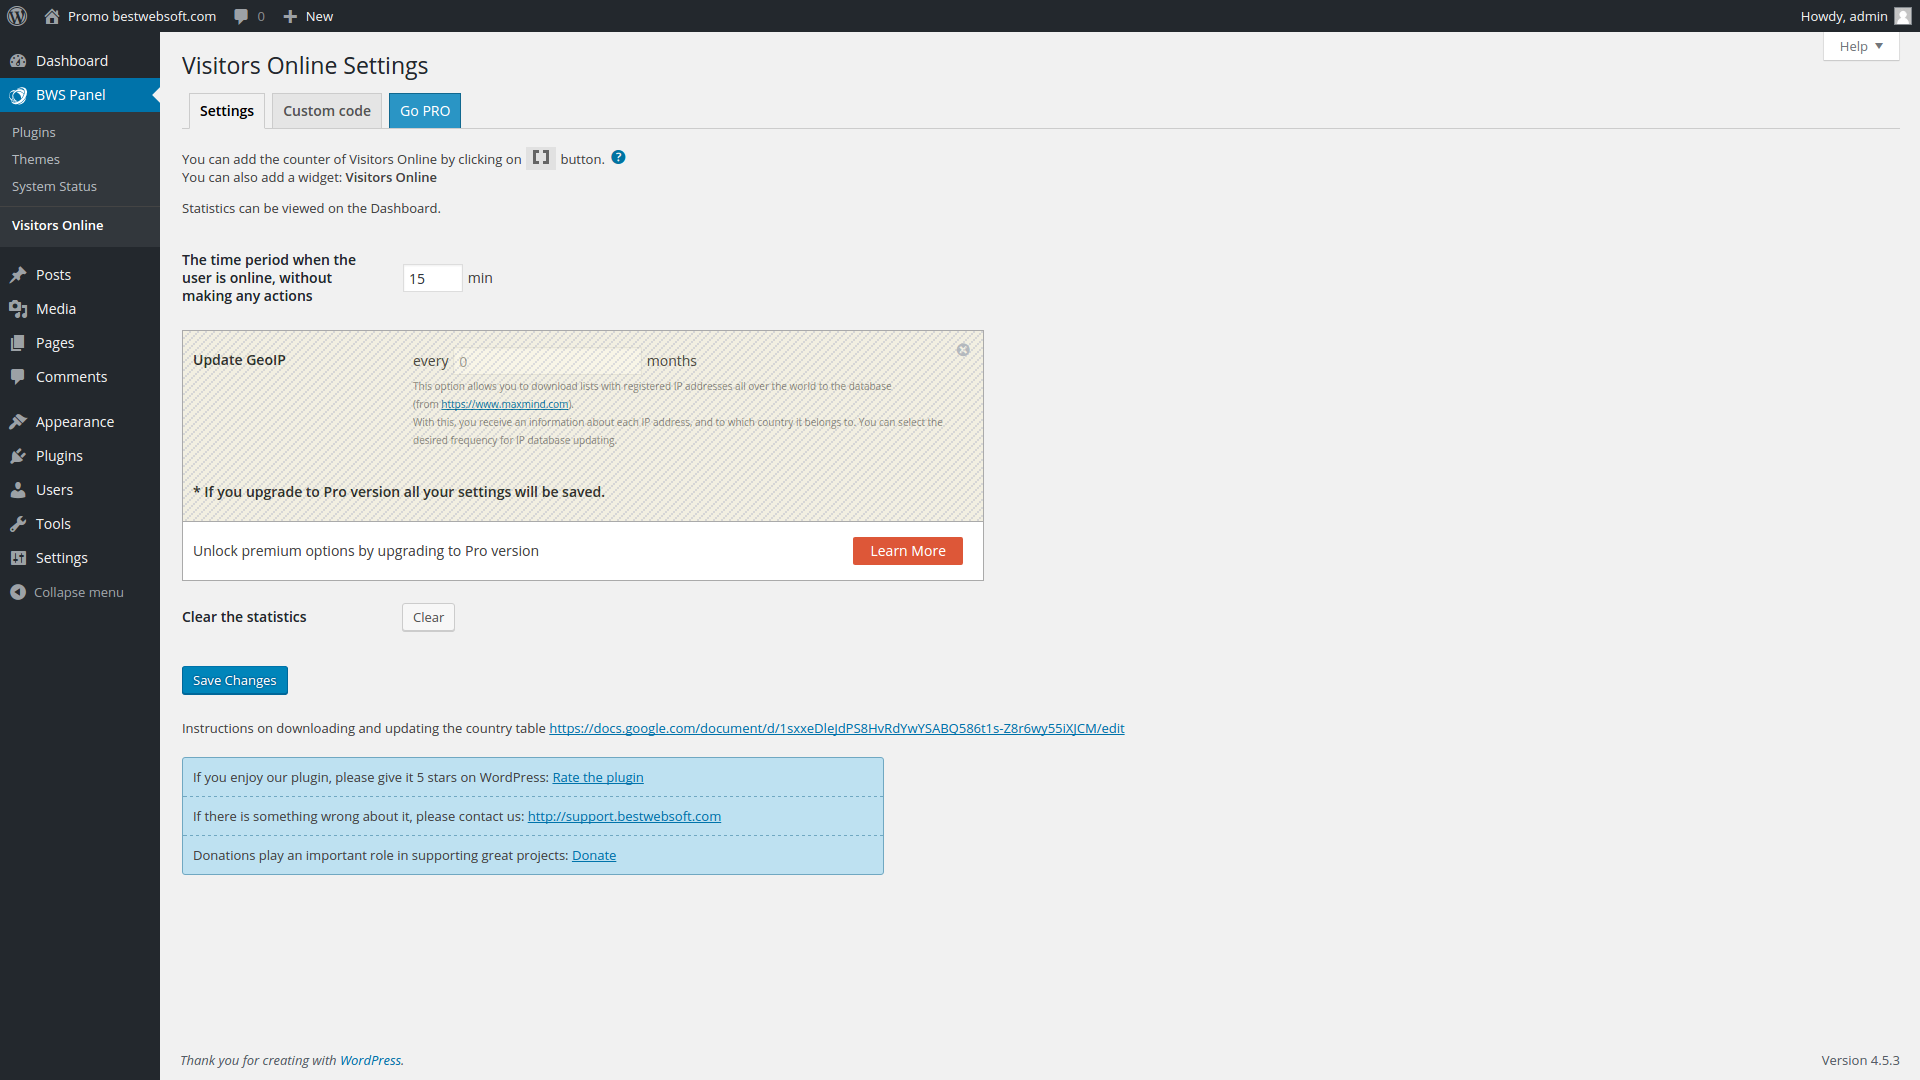 Promo bestwebsoft.com 0 New Howdy, admin
Help
Dashboard
BWS Panel
Plugins
Themes
System Status
Visitors Online
Posts
Media
Pages
Comments
Appearance
Plugins
Users
Tools
Settings
Collapse menu
Visitors Online Settings
Settings Custom code Go PRO
You can add the counter of Visitors Online by clicking on [] button. ?
You can also add a widget: Visitors Online
Statistics can be viewed on the Dashboard.
The time period when the
user is online, without
making any actions
15 min
Update GeoIP every 0 months
This option allows you to download lists with registered IP addresses all over the world to the database
(from https://www.maxmind.com).
With this, you receive an information about each IP address, and to which country it belongs to. You can select the
desired frequency for IP database updating.
* If you upgrade to Pro version all your settings will be saved.
Unlock premium options by upgrading to Pro version Learn More
Clear the statistics Clear
Save Changes
Instructions on downloading and updating the country table https://docs.google.com/document/d/1sxxeDleJdPS8HvRdYwYSABQ586t1s-Z8r6wy55iXJCM/edit
If you enjoy our plugin, please give it 5 stars on WordPress: Rate the plugin
If there is something wrong about it, please contact us: http://support.bestwebsoft.com
Donations play an important role in supporting great projects: Donate
Thank you for creating with WordPress. Version 4.5.3